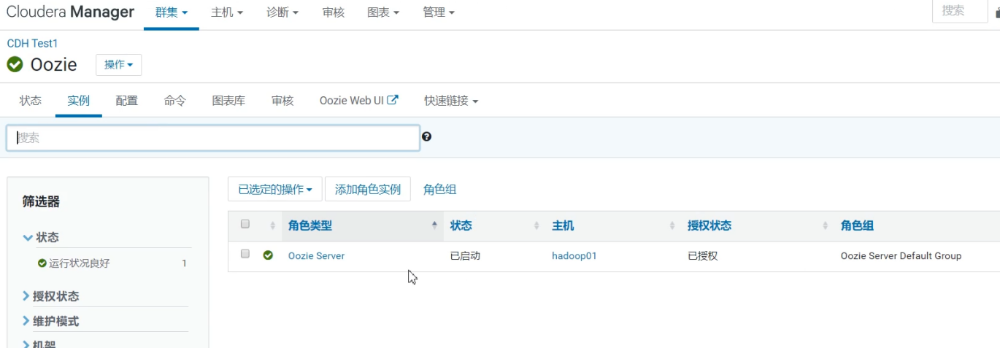 Cloudera Manager 群集 主机 诊断 审核 图表 管理 搜索
CDH Test1
Oozie 操作
状态 实例 配置 命令 图表库 审核 Oozie Web UI 快速链接
搜索
已选定的操作 添加角色实例 角色组
筛选器
角色类型 状态 主机 授权状态 角色组
状态
Oozie Server 已启动 hadoop01 已授权 Oozie Server Default Group
运行状况良好 1
授权状态
维护模式
机架